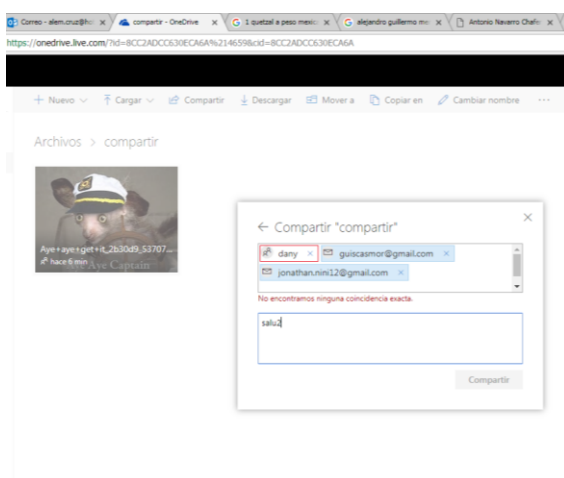 Correo - alem.cruz@ho
compartir - OneDrive
1 quetzal a peso mexic
alejandro guillermo me
Antonio Navarro Chafe
https://onedrive.live.com/?id=8CC2ADCC630ECA6A%214659&cid=8CC2ADCC630ECA6A
Nuevo
Cargar
Compartir
Descargar
Mover a
Copiar en
Cambiar nombre
...
Archivos > compartir
Aye+aye+get+it_2b30d9_53707...
hace 6 min
Aye Aye Captain
Compartir "compartir"
dany
guiscasmor@gmail.com
jonathan.nini12@gmail.com
No encontramos ninguna coincidencia exacta.
salu2
Compartir